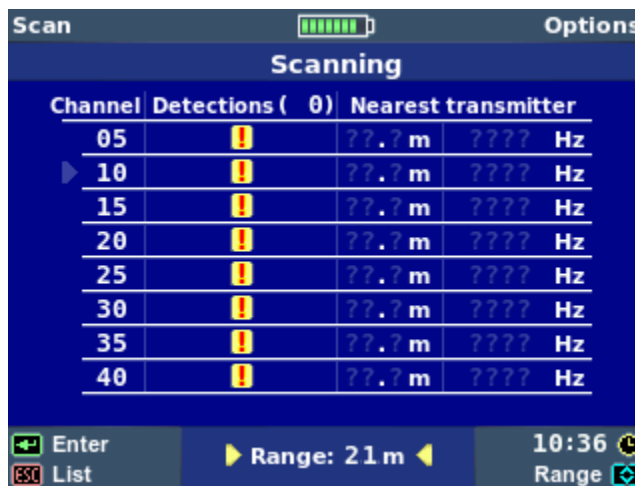 Scan Options
Scanning
Channel Detections ( 0) Nearest transmitter
05 ! ??.? m ???? Hz
10 ! ??.? m ???? Hz
15 ! ??.? m ???? Hz
20 ! ??.? m ???? Hz
25 ! ??.? m ???? Hz
30 ! ??.? m ???? Hz
35 ! ??.? m ???? Hz
40 ! ??.? m ???? Hz
Enter Range: 21 m 10:36
ESC List Range